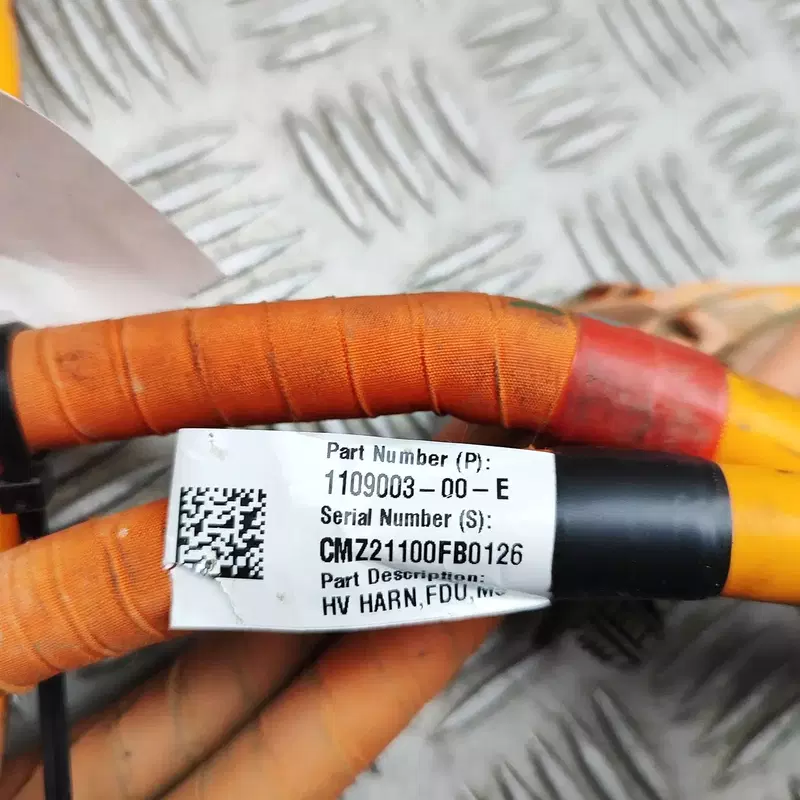 Part Number (P):
1109003-00-E
Serial Number (S):
CMZ21100FB0126
Part Description:
HV HARN,FDU,